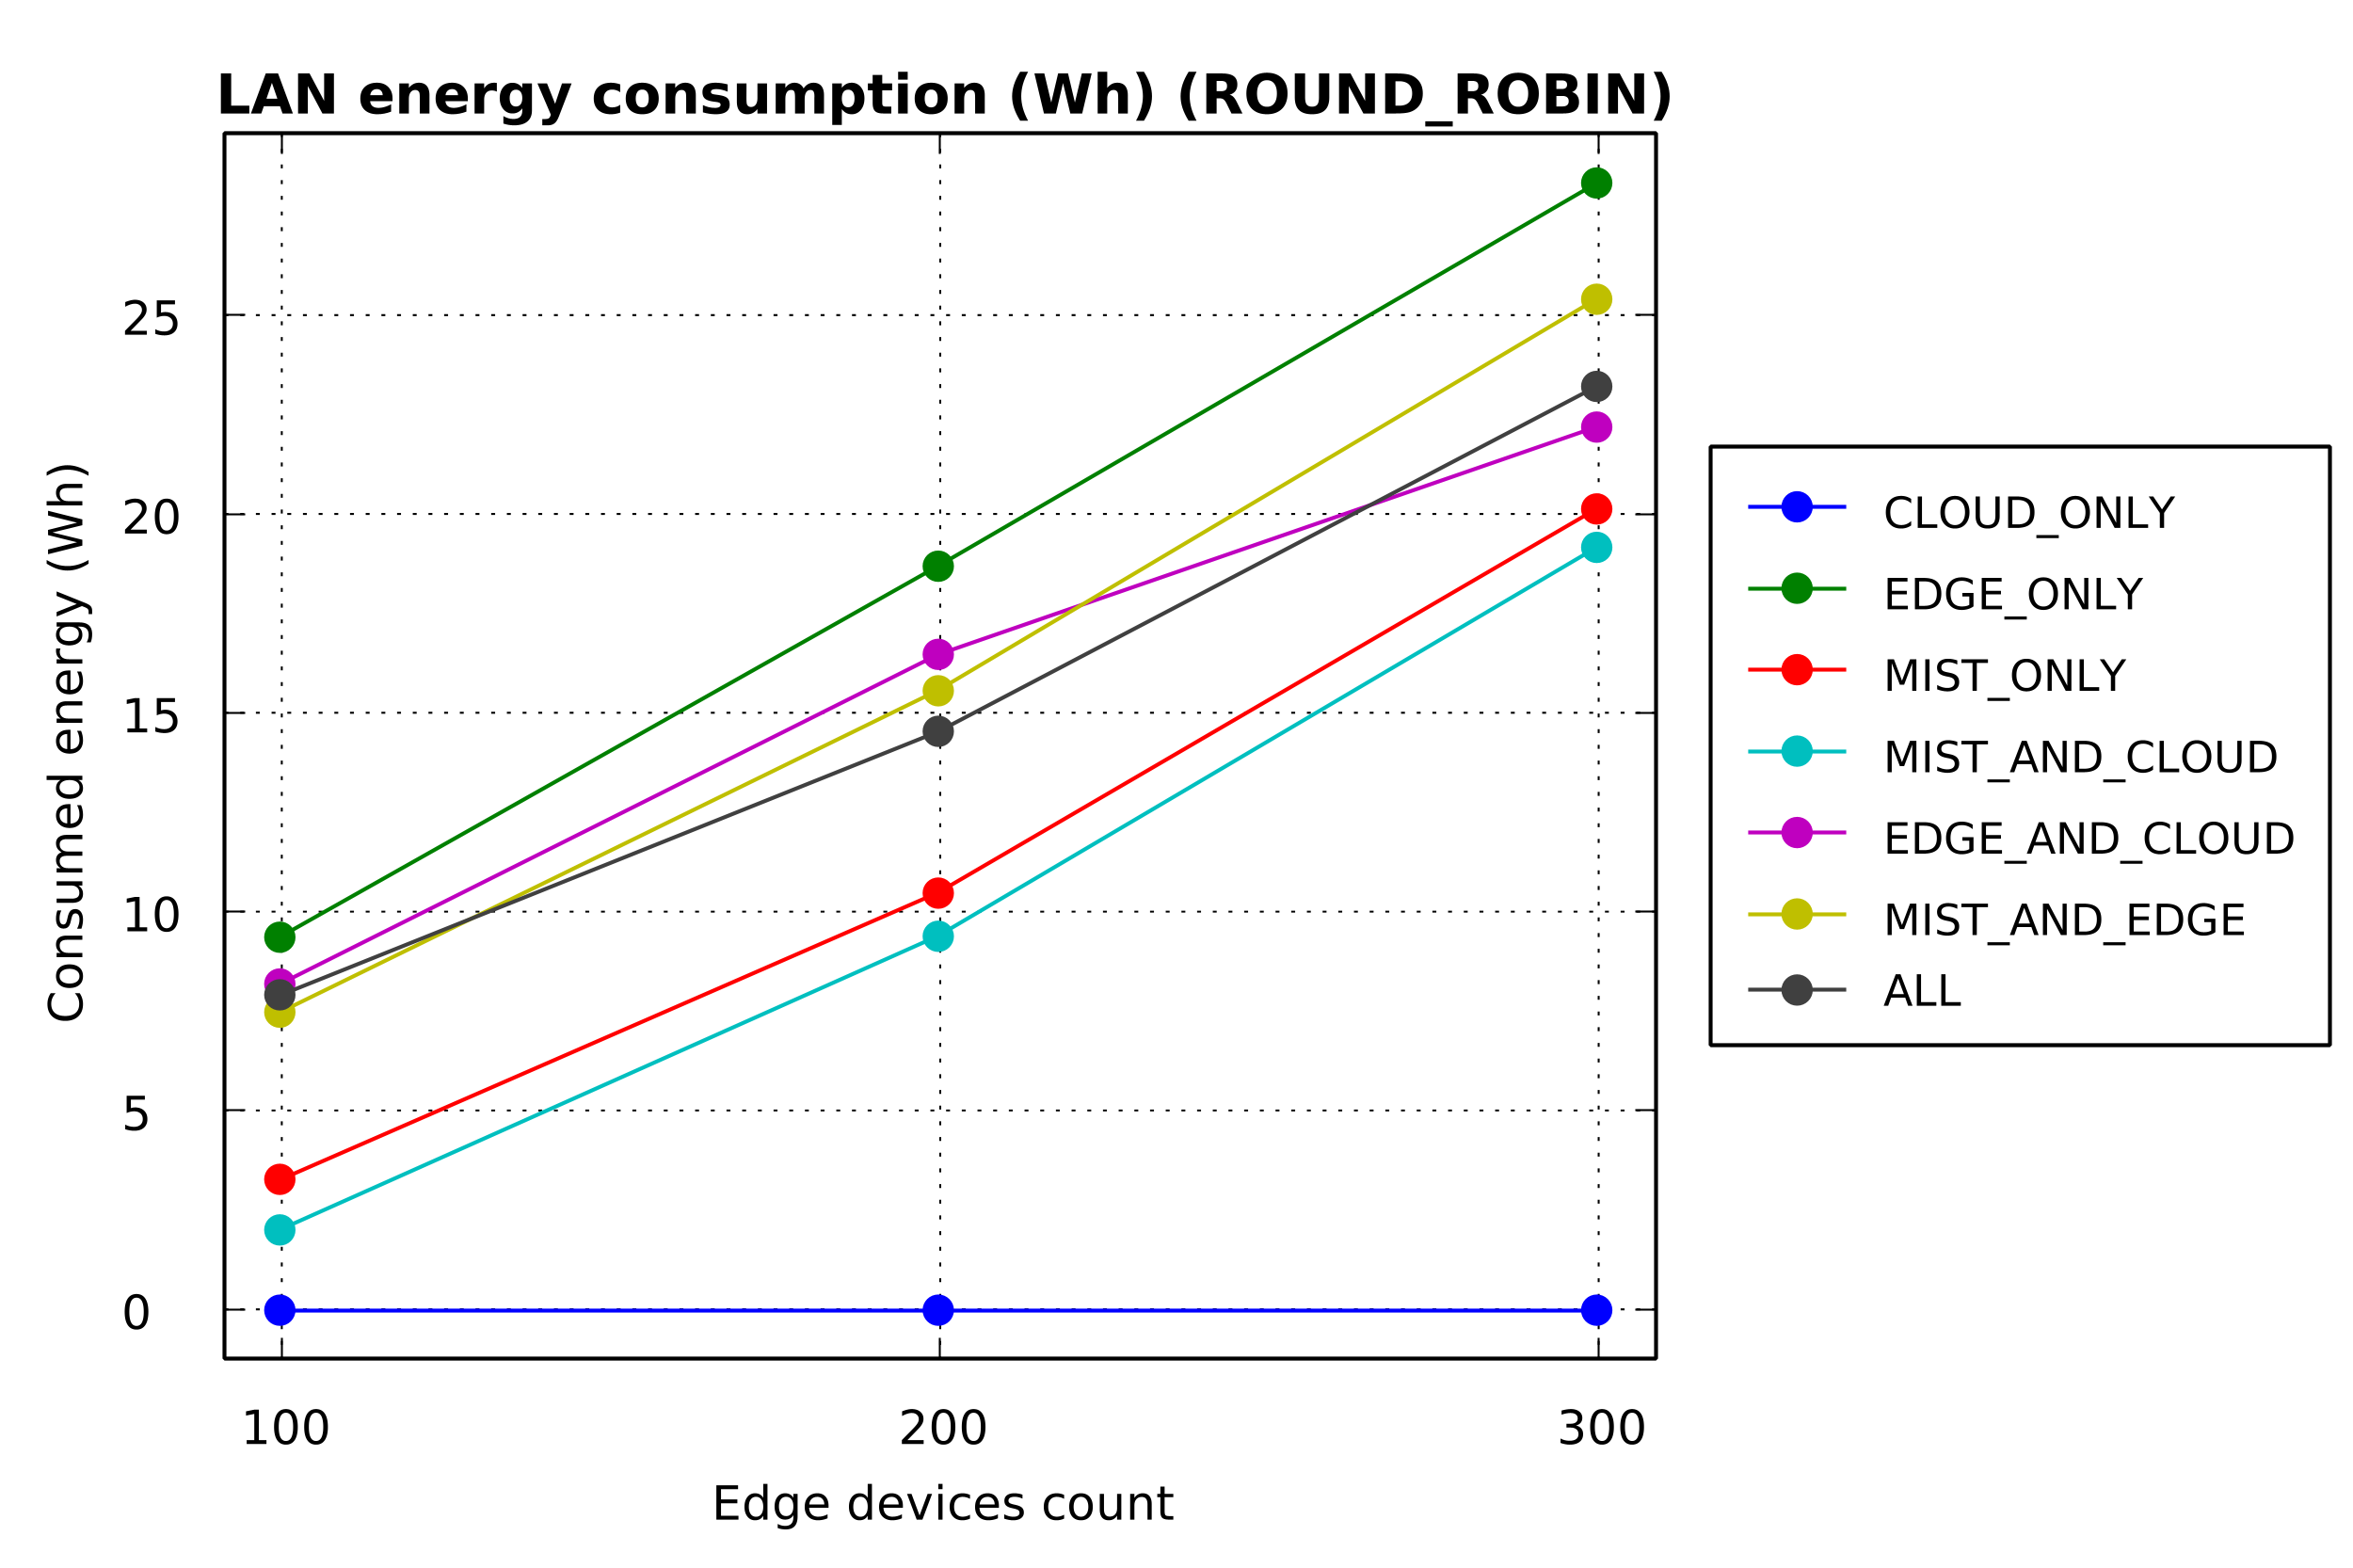 LAN energy consumption (Wh) (ROUND_ROBIN)
Consumed energy (Wh)
25
20
15
10
5
0
100 200 300
Edge devices count
CLOUD_ONLY
EDGE_ONLY
MIST_ONLY
MIST_AND_CLOUD
EDGE_AND_CLOUD
MIST_AND_EDGE
ALL